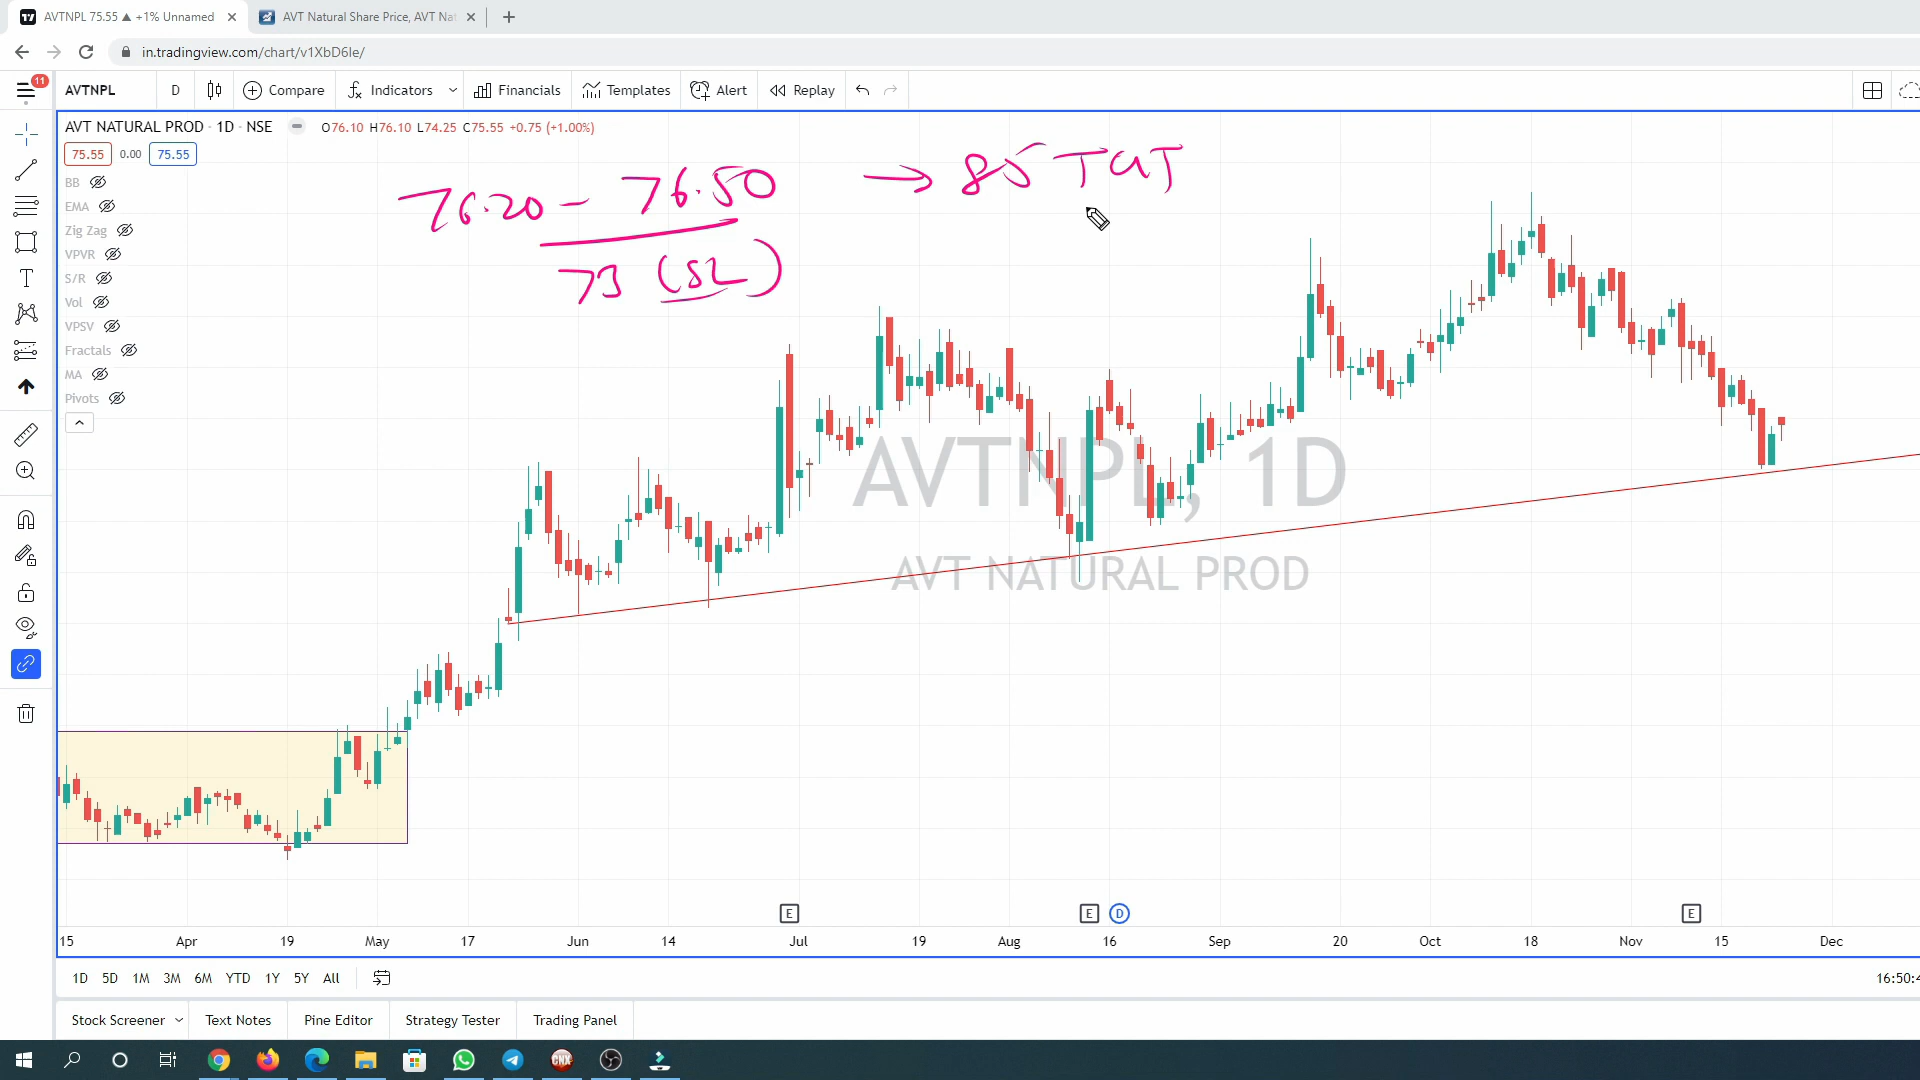 AVTNPL 75.55 ▲ +1% Unnamed
AVT Natural Share Price, AVT Nat
in.tradingview.com/chart/v1XbD6Ie/
11
AVTNPL D Compare Indicators Financials Templates Alert Replay
AVT NATURAL PROD · 1D · NSE O76.10 H76.10 L74.25 C75.55 +0.75 (+1.00%)
75.55 0.00 75.55
BB
EMA
Zig Zag
VPVR
S/R
Vol
VPSV
Fractals
MA
Pivots
76.20 - 76.50 → 85 TGT
73 (SL)
AVTNPL, 1D
AVT NATURAL PROD
E E D E
15 Apr 19 May 17 Jun 14 Jul 19 Aug 16 Sep 20 Oct 18 Nov 15 Dec
1D 5D 1M 3M 6M YTD 1Y 5Y All
16:50:4
Stock Screener Text Notes Pine Editor Strategy Tester Trading Panel
CNX